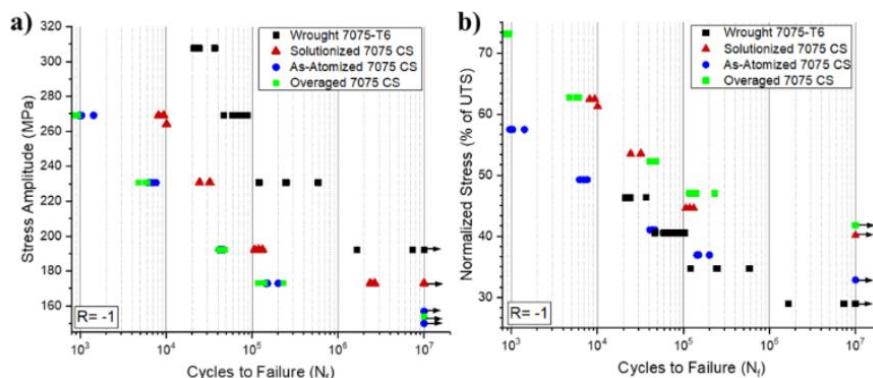 a)
Stress Amplitude (MPa)
320
300
280
260
240
220
200
180
160
Wrought 7075-T6
Solutionized 7075 CS
As-Atomized 7075 CS
Overaged 7075 CS
R= -1
10³
10⁴
10⁵
10⁶
10⁷
Cycles to Failure (Nf)
b)
Normalized Stress (% of UTS)
70
60
50
40
30
Wrought 7075-T6
Solutionized 7075 CS
As-Atomized 7075 CS
Overaged 7075 CS
R= -1
10³
10⁴
10⁵
10⁶
10⁷
Cycles to Failure (Nf)